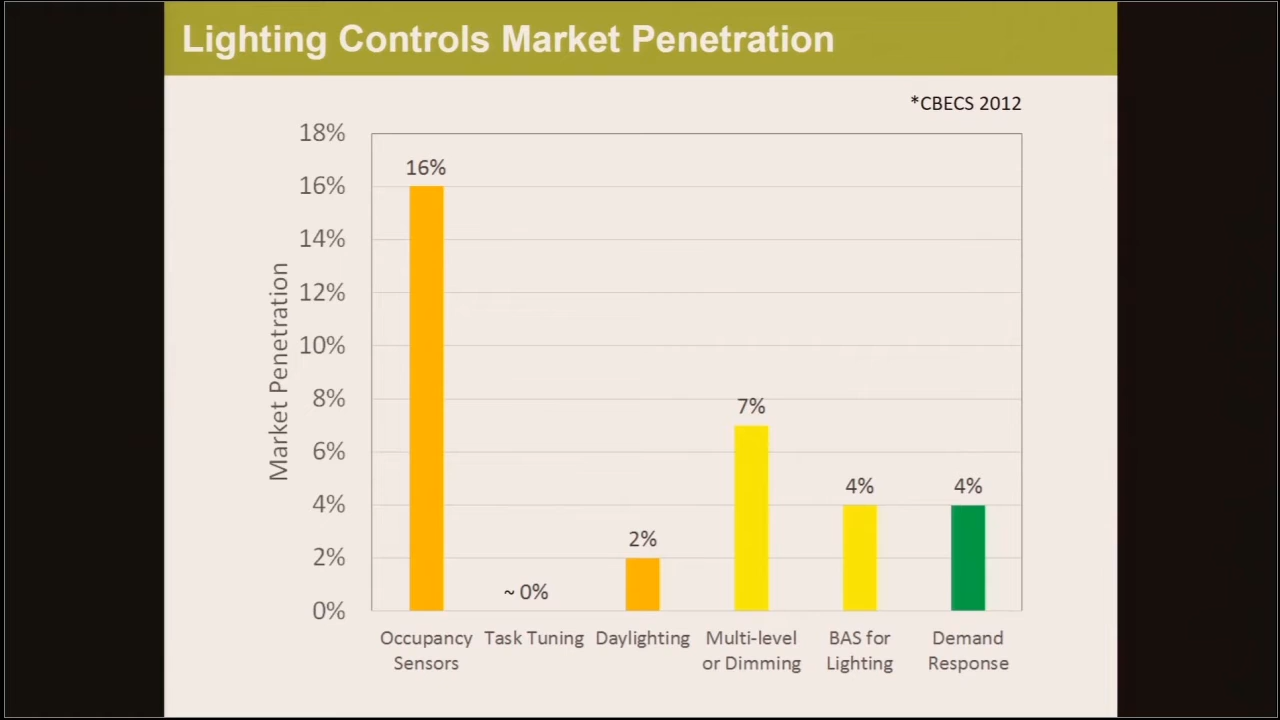 Lighting Controls Market Penetration
*CBECS 2012
Market Penetration
18%
16%
14%
12%
10%
8%
6%
4%
2%
0%
16%
~ 0%
2%
7%
4%
4%
Occupancy Sensors
Task Tuning
Daylighting
Multi-level or Dimming
BAS for Lighting
Demand Response